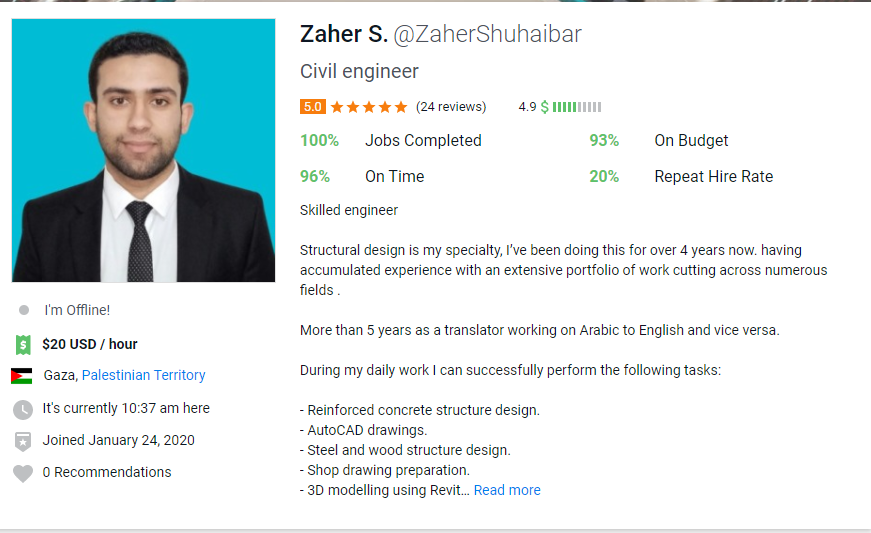 Zaher S. @ZaherShuhaibar
Civil engineer
5.0 (24 reviews) 4.9 $
100% Jobs Completed 93% On Budget
96% On Time 20% Repeat Hire Rate
Skilled engineer
Structural design is my specialty, I've been doing this for over 4 years now. having
accumulated experience with an extensive portfolio of work cutting across numerous
fields .
More than 5 years as a translator working on Arabic to English and vice versa.
During my daily work I can successfully perform the following tasks:
- Reinforced concrete structure design.
- AutoCAD drawings.
- Steel and wood structure design.
- Shop drawing preparation.
- 3D modelling using Revit... Read more
I'm Offline!
$ $20 USD / hour
Gaza, Palestinian Territory
It's currently 10:37 am here
Joined January 24, 2020
0 Recommendations